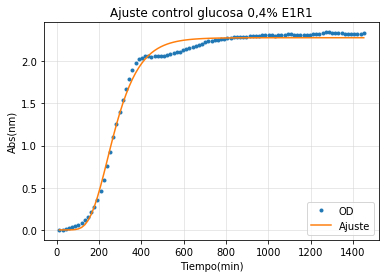 Ajuste control glucosa 0,4% E1R1
Abs(nm)
2.0
1.5
1.0
0.5
0.0
0 200 400 600 800 1000 1200 1400
Tiempo(min)
OD
Ajuste